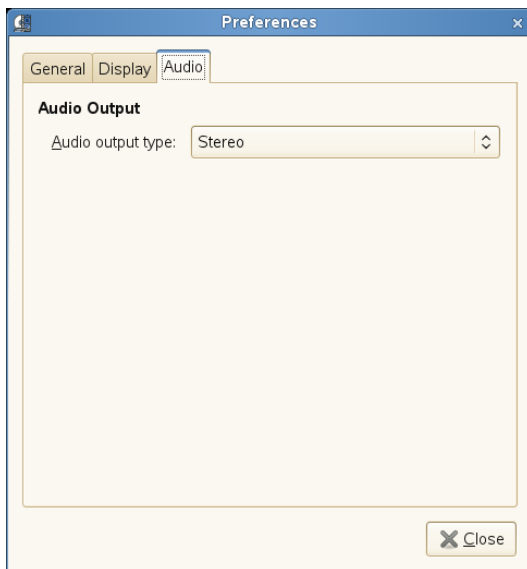 Preferences
General Display Audio
Audio Output
Audio output type: Stereo
Close